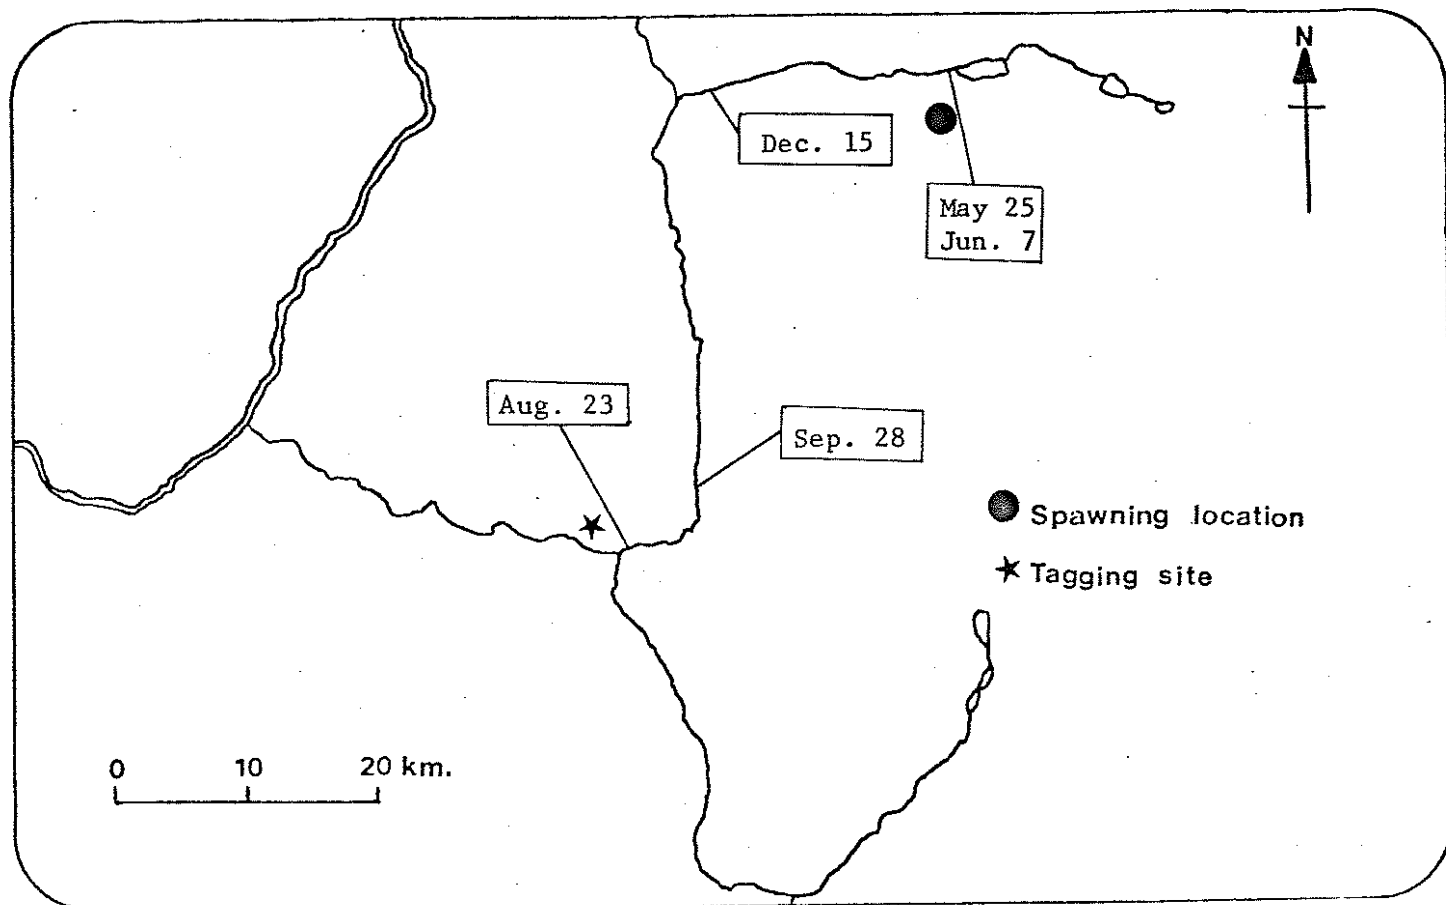 N
Dec. 15
May 25
Jun. 7
Aug. 23
Sep. 28
Spawning location
Tagging site
0 10 20 km.